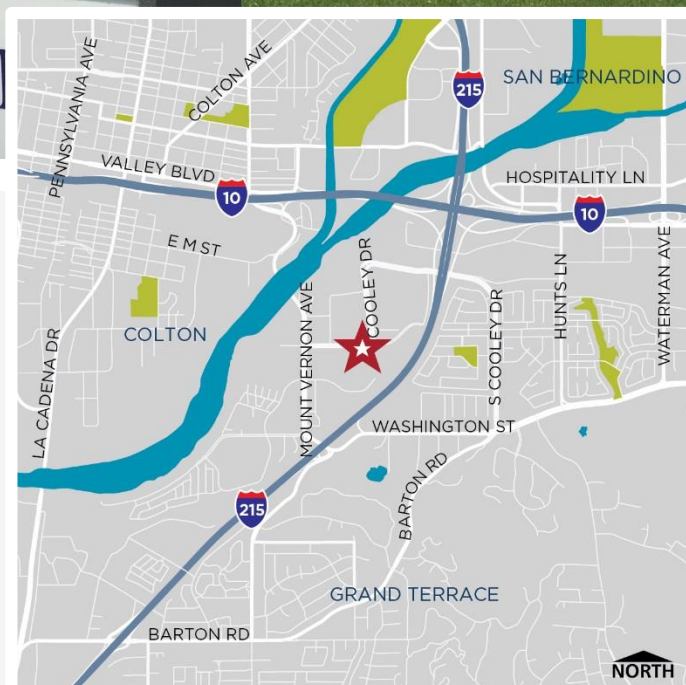 PENNSYLVANIA AVE
COLTON AVE
215
SAN BERNARDINO
VALLEY BLVD
10
HOSPITALITY LN
10
E M ST
COOLEY DR
MOUNT VERNON AVE
S COOLEY DR
HUNTS LN
WATERMAN AVE
COLTON
LA CADENA DR
WASHINGTON ST
BARTON RD
215
GRAND TERRACE
BARTON RD
NORTH